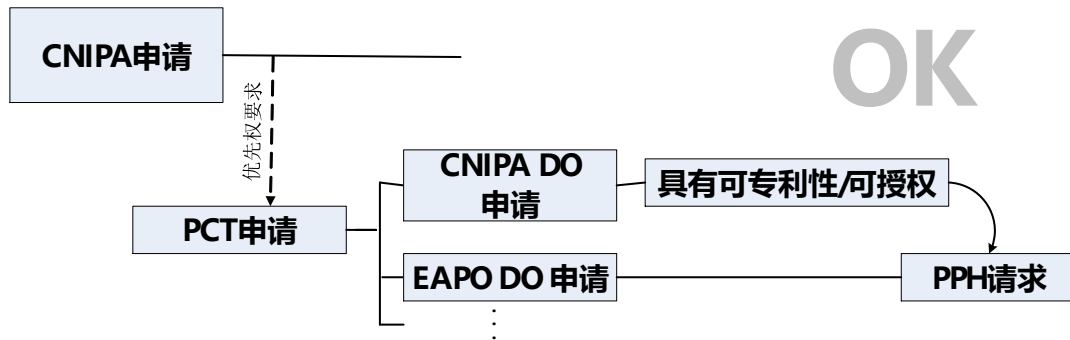 CNIPA申请
OK
优先权要求
CNIPA DO
申请
具有可专利性/可授权
PCT申请
EAPO DO 申请
PPH请求